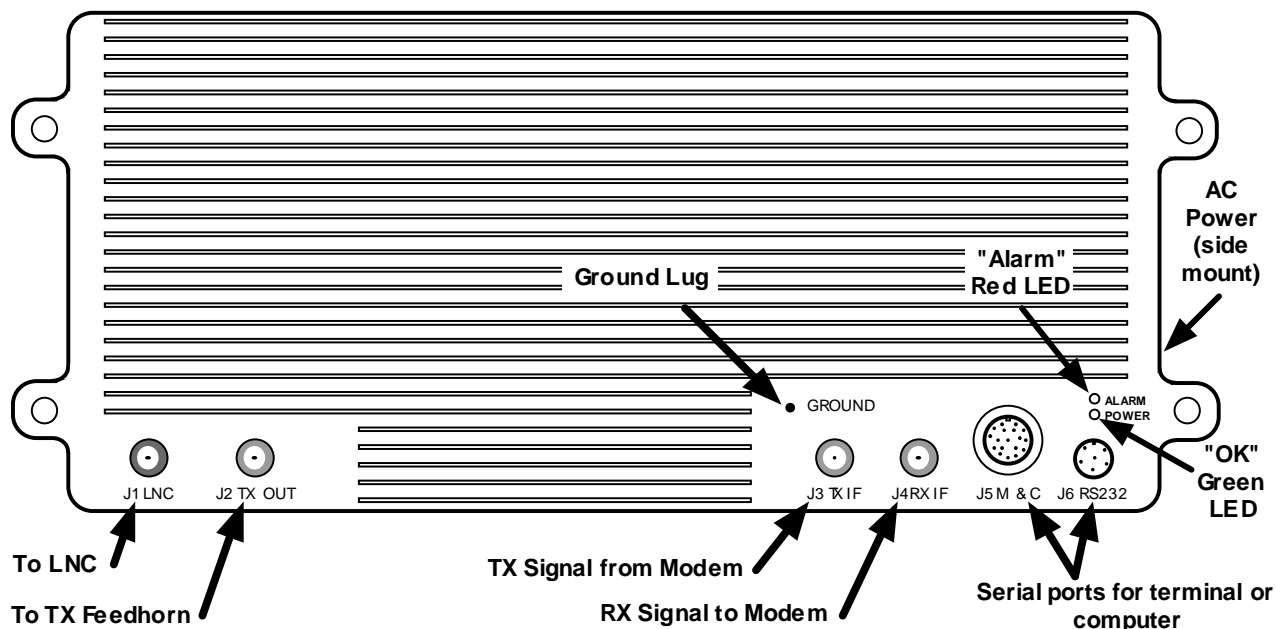 AC
Power
(side
mount)
"Alarm"
Red LED
Ground Lug
GROUND
ALARM
POWER
"OK"
Green
LED
J1 LNC
J2 TX OUT
J3 TX IF
J4 RX IF
J5 M & C
J6 RS232
To LNC
To TX Feedhorn
TX Signal from Modem
RX Signal to Modem
Serial ports for terminal or
computer